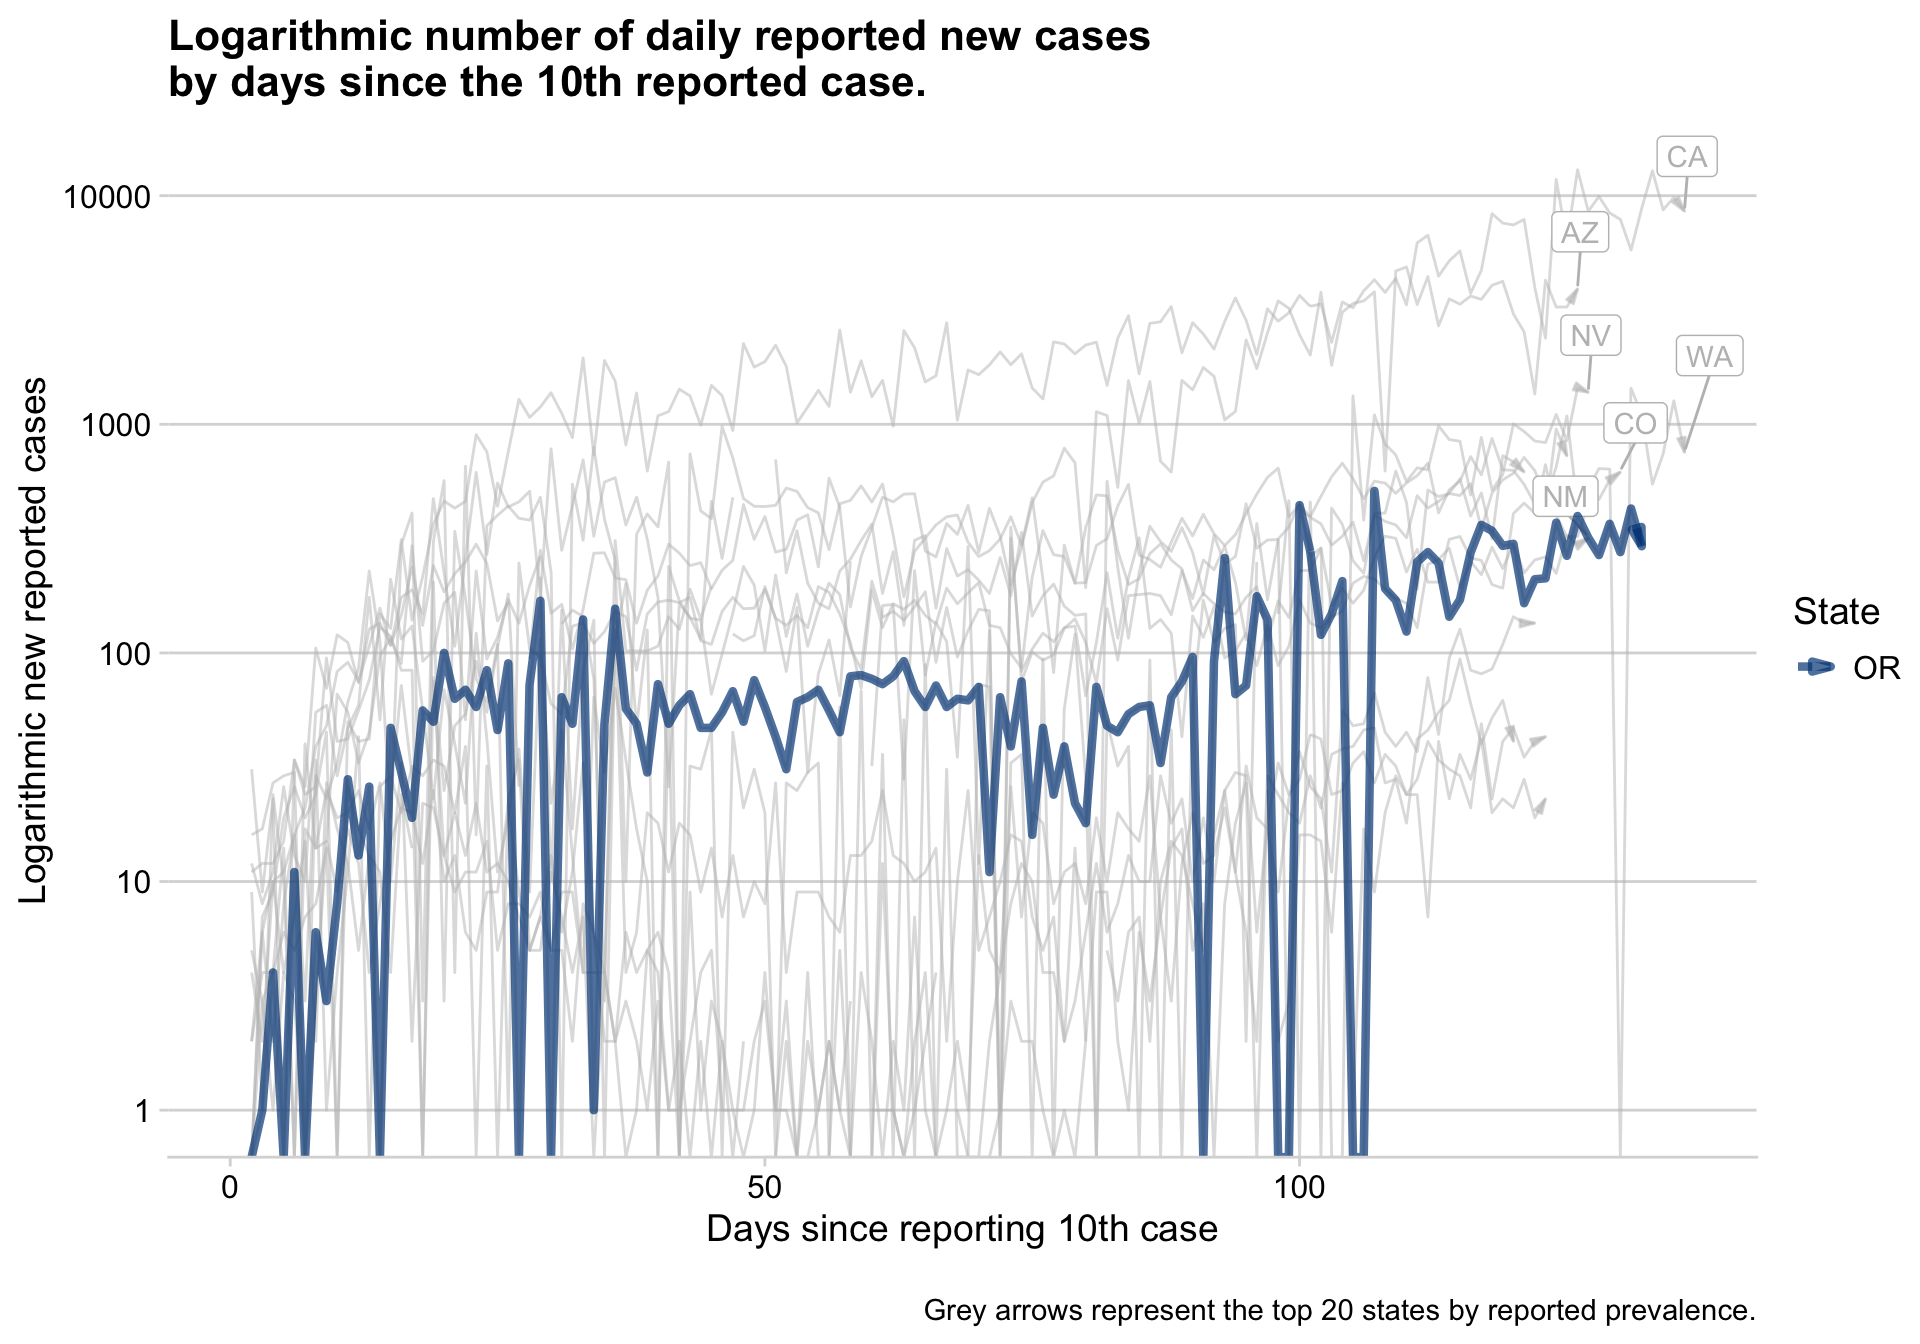 Logarithmic number of daily reported new cases
by days since the 10th reported case.
CA
10000
AZ
NV
WA
CO
1000
NM
State
OR
100
10
1
0
50
100
Logarithmic new reported cases
Days since reporting 10th case
Grey arrows represent the top 20 states by reported prevalence.